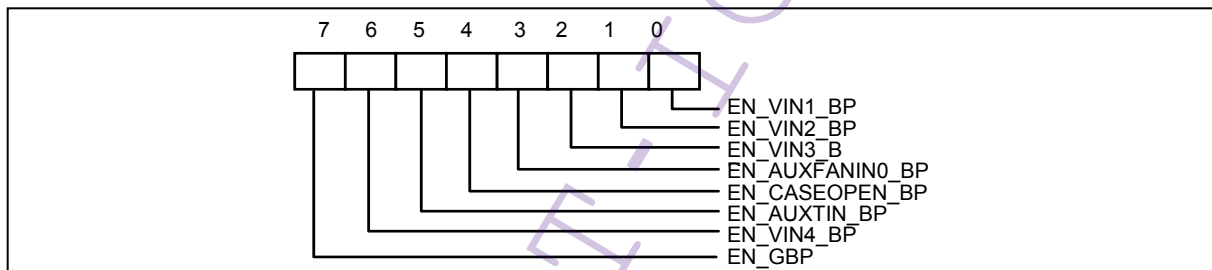 7 6 5 4 3 2 1 0
EN_VIN1_BP
EN_VIN2_BP
EN_VIN3_B
EN_AUXFANIN0_BP
EN_CASEOPEN_BP
EN_AUXTIN_BP
EN_VIN4_BP
EN_GBP